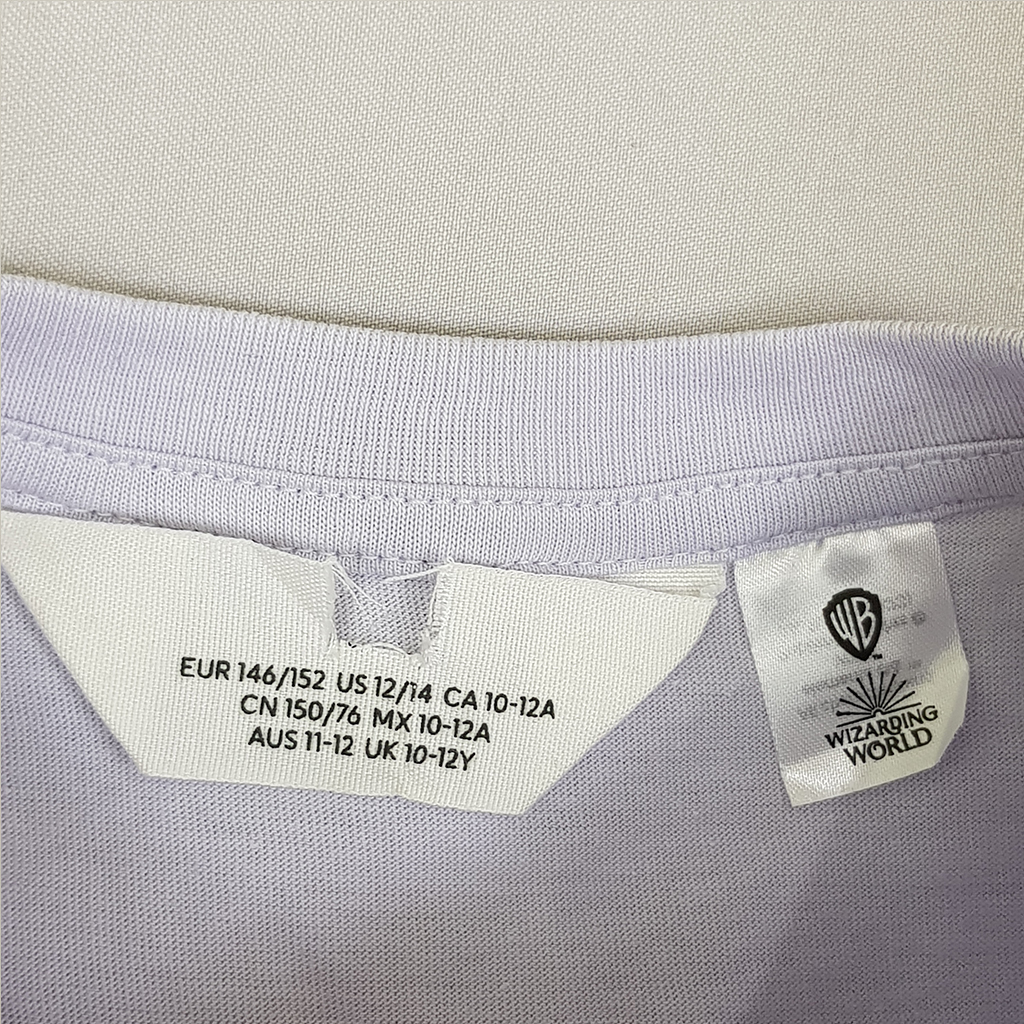 EUR 146/152 US 12/14 CA 10-12A
CN 150/76 MX 10-12A
AUS 11-12 UK 10-12Y
WB™
WIZARDING
WORLD